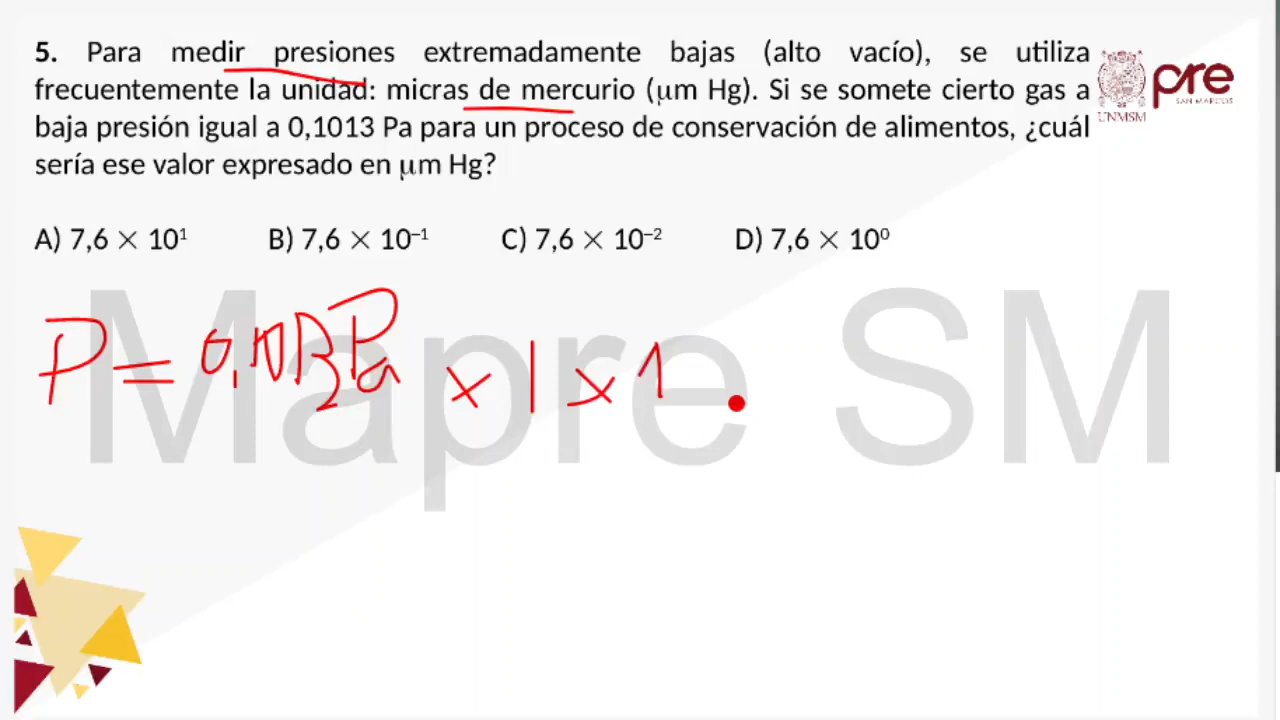 5. Para medir presiones extremadamente bajas (alto vacío), se utiliza
frecuentemente la unidad: micras de mercurio (μm Hg). Si se somete cierto gas a
baja presión igual a 0,1013 Pa para un proceso de conservación de alimentos, ¿cuál
sería ese valor expresado en μm Hg?
pre
SAN MARCOS
UNMSM
A) 7,6 × 10¹ B) 7,6 × 10⁻¹ C) 7,6 × 10⁻² D) 7,6 × 10⁰
P = 0,1013 Pa × 1 × 1
Mapre SM